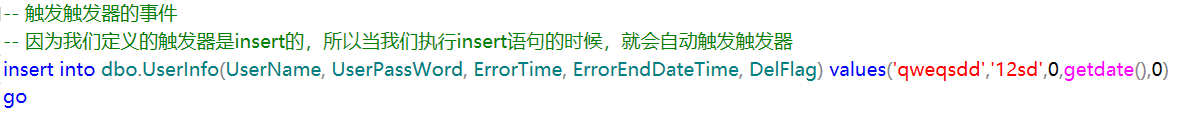 -- 触发触发器的事件
-- 因为我们定义的触发器是insert的，所以当我们执行insert语句的时候，就会自动触发触发器
insert into dbo.UserInfo(UserName, UserPassWord, ErrorTime, ErrorEndDateTime, DelFlag) values('qweqsdd','12sd',0,getdate(),0)
go